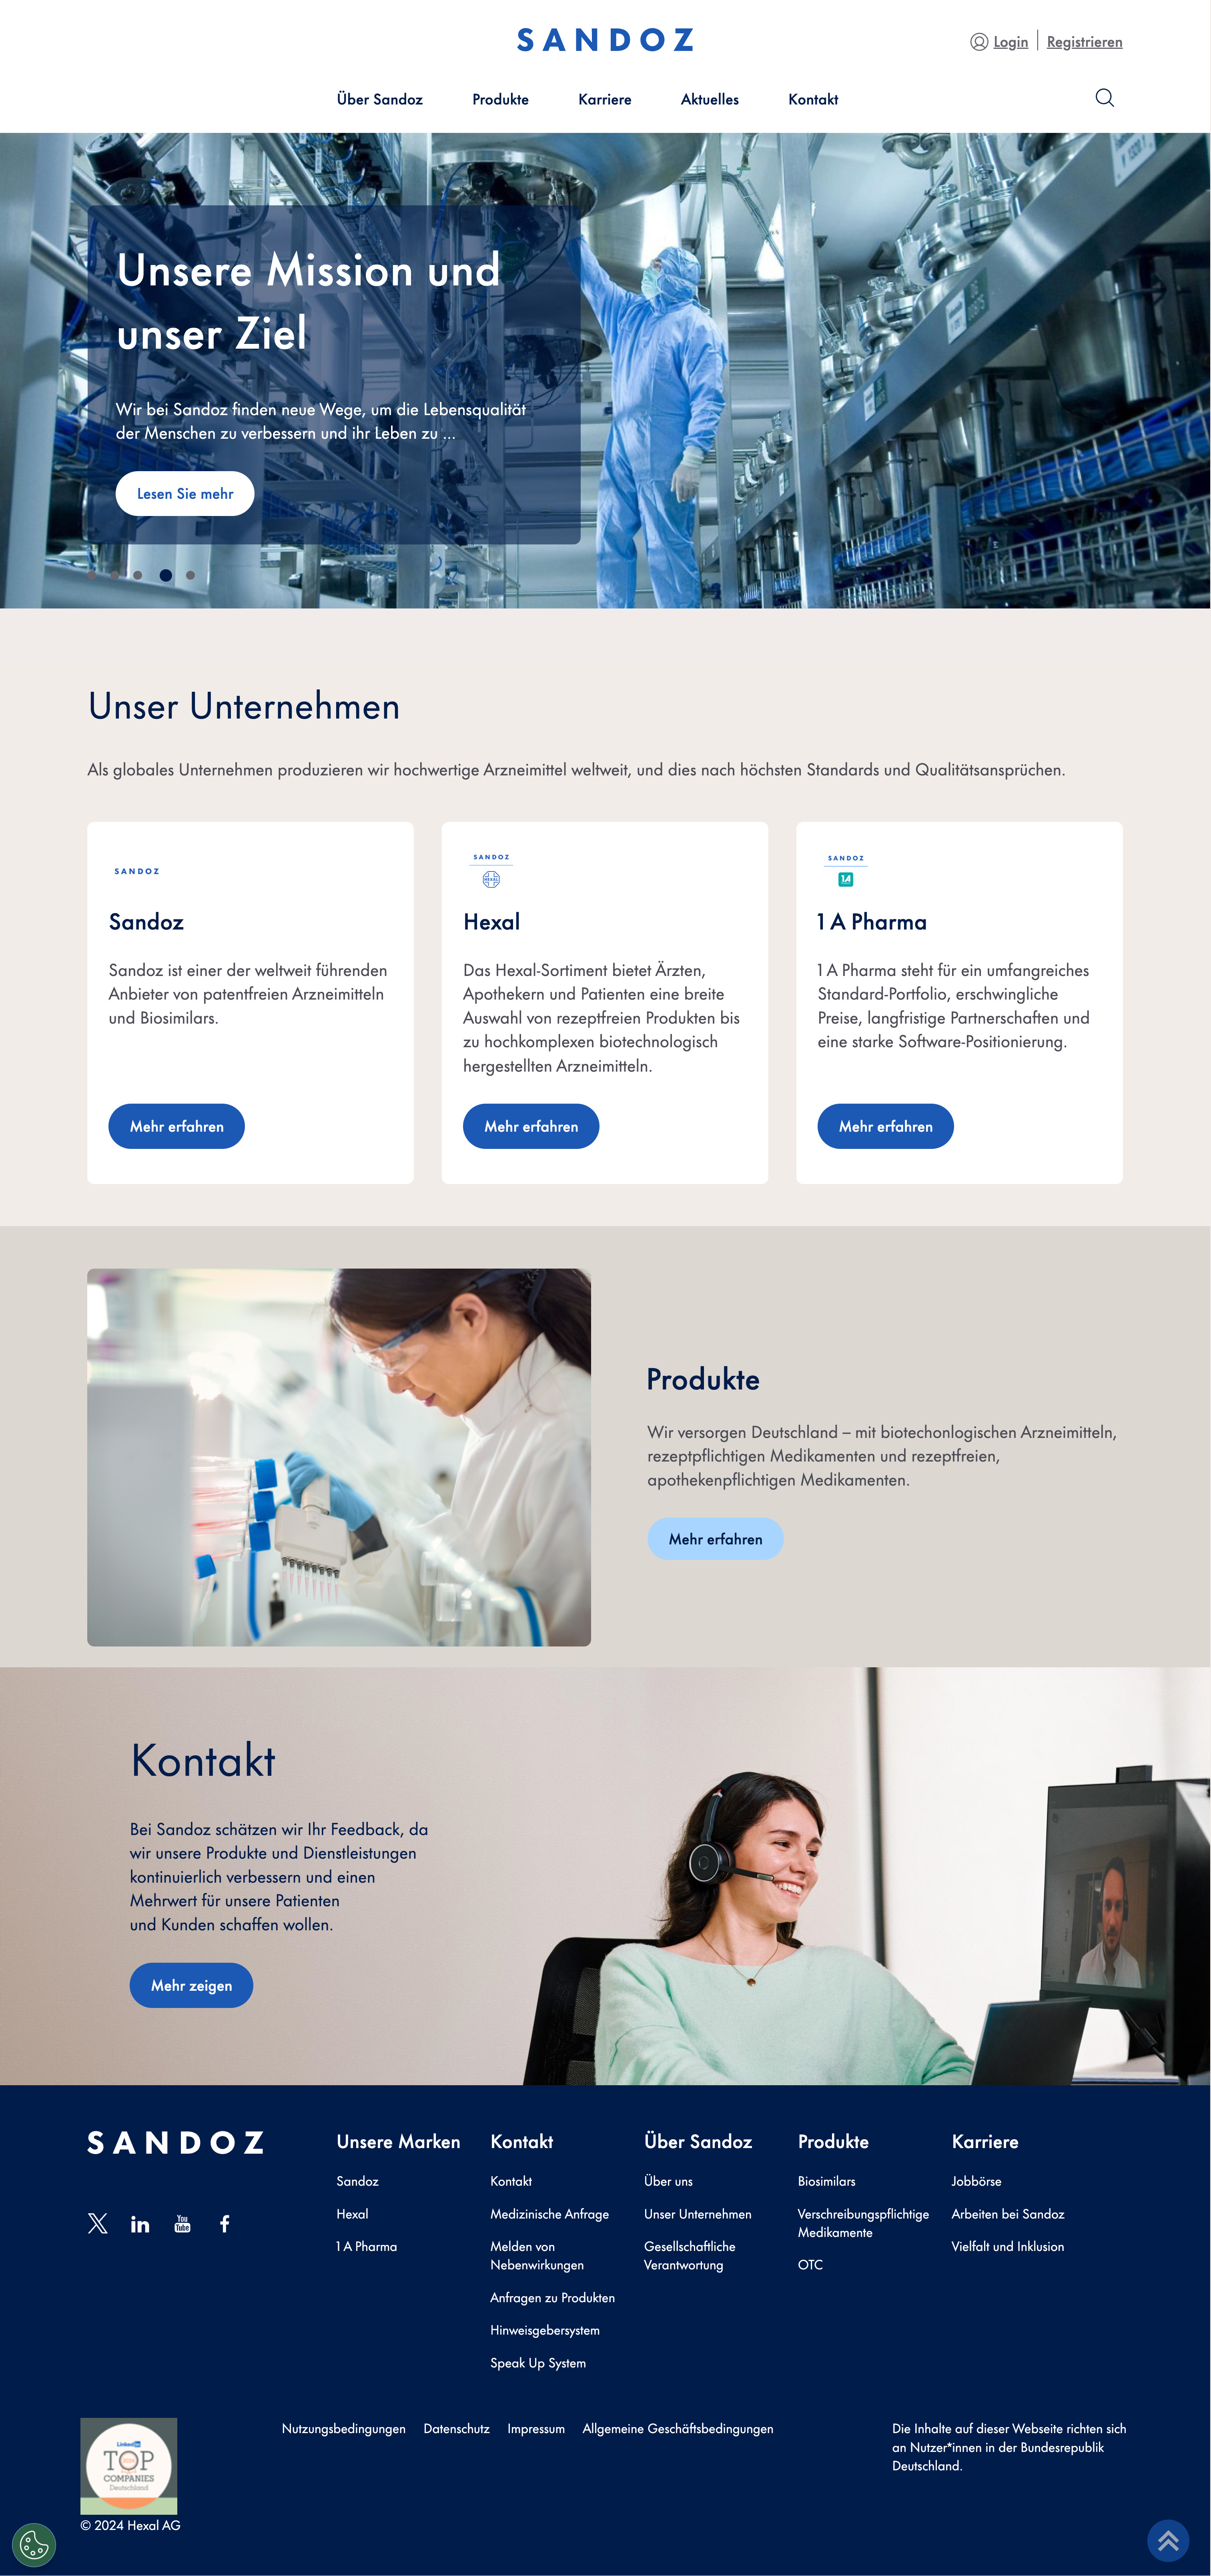 SANDOZ
Login
Registrieren
Über Sandoz
Produkte
Karriere
Aktuelles
Kontakt
Unsere Mission und
unser Ziel
Wir bei Sandoz finden neue Wege, um die Lebensqualität
der Menschen zu verbessern und ihr Leben zu ...
Lesen Sie mehr
Unser Unternehmen
Als globales Unternehmen produzieren wir hochwertige Arzneimittel weltweit, und dies nach höchsten Standards und Qualitätsansprüchen.
SANDOZ
Sandoz
Sandoz ist einer der weltweit führenden
Anbieter von patentfreien Arzneimitteln
und Biosimilars.
Mehr erfahren
SANDOZ
HEXAL
Hexal
Das Hexal-Sortiment bietet Ärzten,
Apothekern und Patienten eine breite
Auswahl von rezeptfreien Produkten bis
zu hochkomplexen biotechnologisch
hergestellten Arzneimitteln.
Mehr erfahren
SANDOZ
1A
1 A Pharma
1 A Pharma steht für ein umfangreiches
Standard-Portfolio, erschwingliche
Preise, langfristige Partnerschaften und
eine starke Software-Positionierung.
Mehr erfahren
Produkte
Wir versorgen Deutschland – mit biotechonlogischen Arzneimitteln,
rezeptpflichtigen Medikamenten und rezeptfreien,
apothekenpflichtigen Medikamenten.
Mehr erfahren
Kontakt
Bei Sandoz schätzen wir Ihr Feedback, da
wir unsere Produkte und Dienstleistungen
kontinuierlich verbessern und einen
Mehrwert für unsere Patienten
und Kunden schaffen wollen.
Mehr zeigen
SANDOZ
You
Tube
Unsere Marken
Sandoz
Hexal
1 A Pharma
Kontakt
Kontakt
Medizinische Anfrage
Melden von
Nebenwirkungen
Anfragen zu Produkten
Hinweisgebersystem
Speak Up System
Über Sandoz
Über uns
Unser Unternehmen
Gesellschaftliche
Verantwortung
Produkte
Biosimilars
Verschreibungspflichtige
Medikamente
OTC
Karriere
Jobbörse
Arbeiten bei Sandoz
Vielfalt und Inklusion
LinkedIn
TOP
COMPANIES
Deutschland
© 2024 Hexal AG
Nutzungsbedingungen
Datenschutz
Impressum
Allgemeine Geschäftsbedingungen
Die Inhalte auf dieser Webseite richten sich
an Nutzer*innen in der Bundesrepublik
Deutschland.